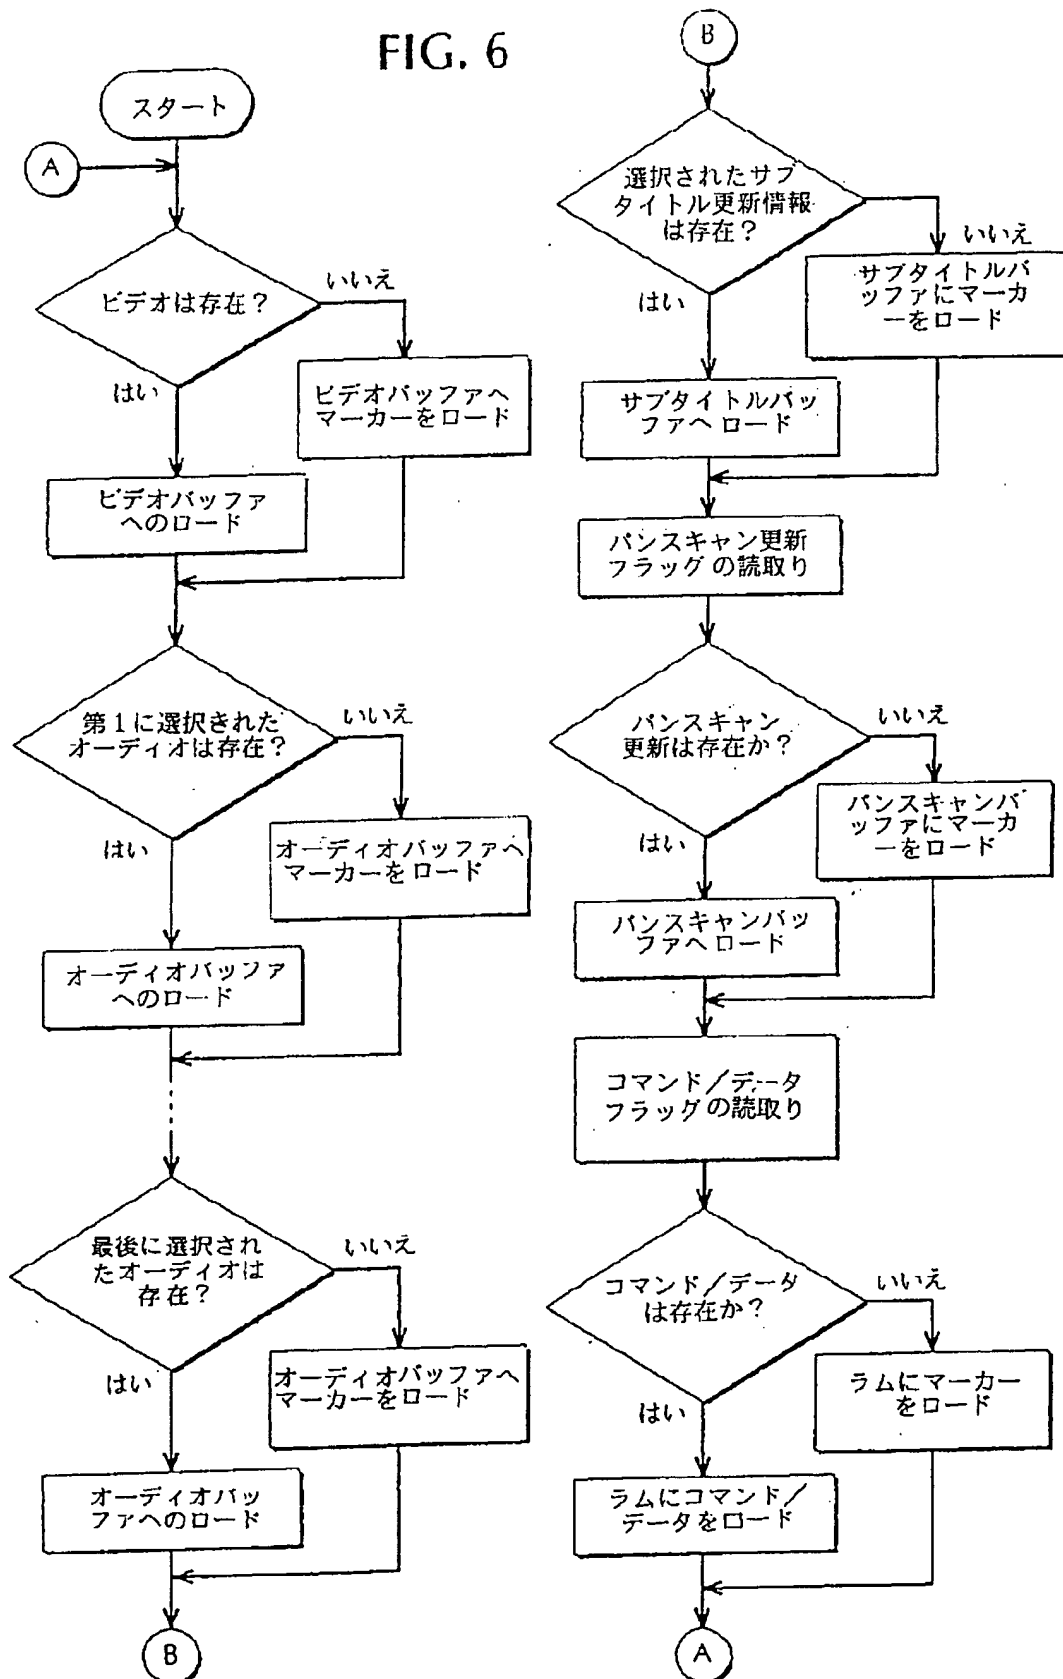 FIG. 6
スタート
A
ビデオは存在?
いいえ
はい
ビデオバッファへ
マーカーをロード
ビデオバッファ
へのロード
第1に選択された
オーディオは存在?
いいえ
はい
オーディオバッファへ
マーカーをロード
オーディオバッファ
へのロード
最後に選択され
たオーディオは
存在?
いいえ
はい
オーディオバッファへ
マーカーをロード
オーディオバッ
ファへのロード
B
B
選択されたサブ
タイトル更新情報
は存在?
いいえ
はい
サブタイトルバ
ッファにマーカ
ーをロード
サブタイトルバッ
ファへロード
パンスキャン更新
フラッグの読取り
パンスキャン
更新は存在か?
いいえ
はい
パンスキャンバ
ッファにマーカ
ーをロード
パンスキャンバッ
ファへロード
コマンド/データ
フラッグの読取り
コマンド/データ
は存在か?
いいえ
はい
ラムにマーカー
をロード
ラムにコマンド/
データをロード
A